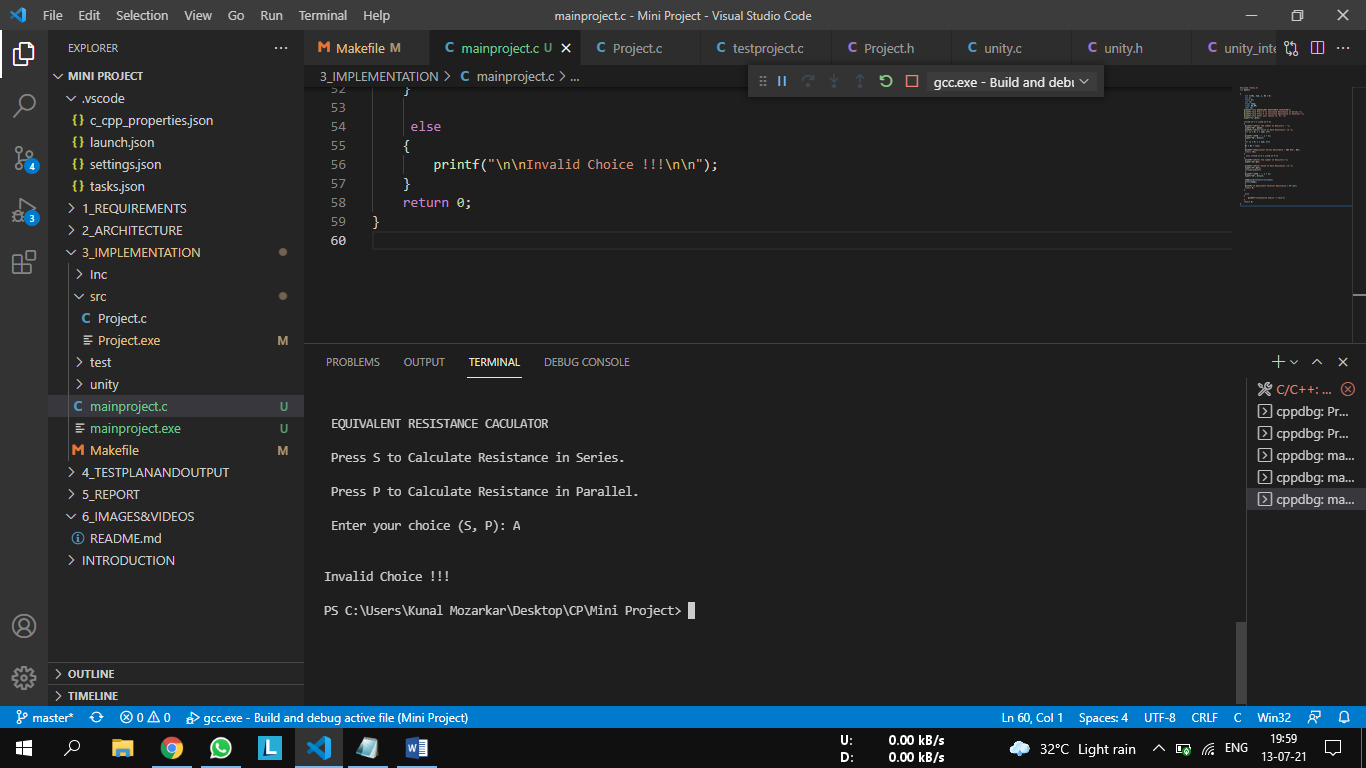 File Edit Selection View Go Run Terminal Help mainproject.c - Mini Project - Visual Studio Code
EXPLORER
MINI PROJECT
.vscode
c_cpp_properties.json
launch.json
settings.json
tasks.json
1_REQUIREMENTS
2_ARCHITECTURE
3_IMPLEMENTATION
Inc
src
C Project.c
Project.exe M
test
unity
C mainproject.c U
mainproject.exe U
M Makefile M
4_TESTPLANANDOUTPUT
5_REPORT
6_IMAGES&VIDEOS
README.md
INTRODUCTION
OUTLINE
TIMELINE
4
3
M Makefile M C mainproject.c U C Project.c C testproject.c C Project.h C unity.c C unity.h C unity_inte
3_IMPLEMENTATION > C mainproject.c > ...
gcc.exe - Build and debu
52 }
53
54 else
55 {
56 printf("\n\nInvalid Choice !!!\n\n");
57 }
58 return 0;
59 }
60
PROBLEMS OUTPUT TERMINAL DEBUG CONSOLE
EQUIVALENT RESISTANCE CACULATOR
Press S to Calculate Resistance in Series.
Press P to Calculate Resistance in Parallel.
Enter your choice (S, P): A
Invalid Choice !!!
PS C:\Users\Kunal Mozarkar\Desktop\CP\Mini Project>
C/C++: ...
cppdbg: Pr...
cppdbg: Pr...
cppdbg: ma...
cppdbg: ma...
cppdbg: ma...
master* 0 0 gcc.exe - Build and debug active file (Mini Project) Ln 60, Col 1 Spaces: 4 UTF-8 CRLF C Win32
L W
U: 0.00 kB/s
D: 0.00 kB/s
32°C Light rain ENG
19:59
13-07-21